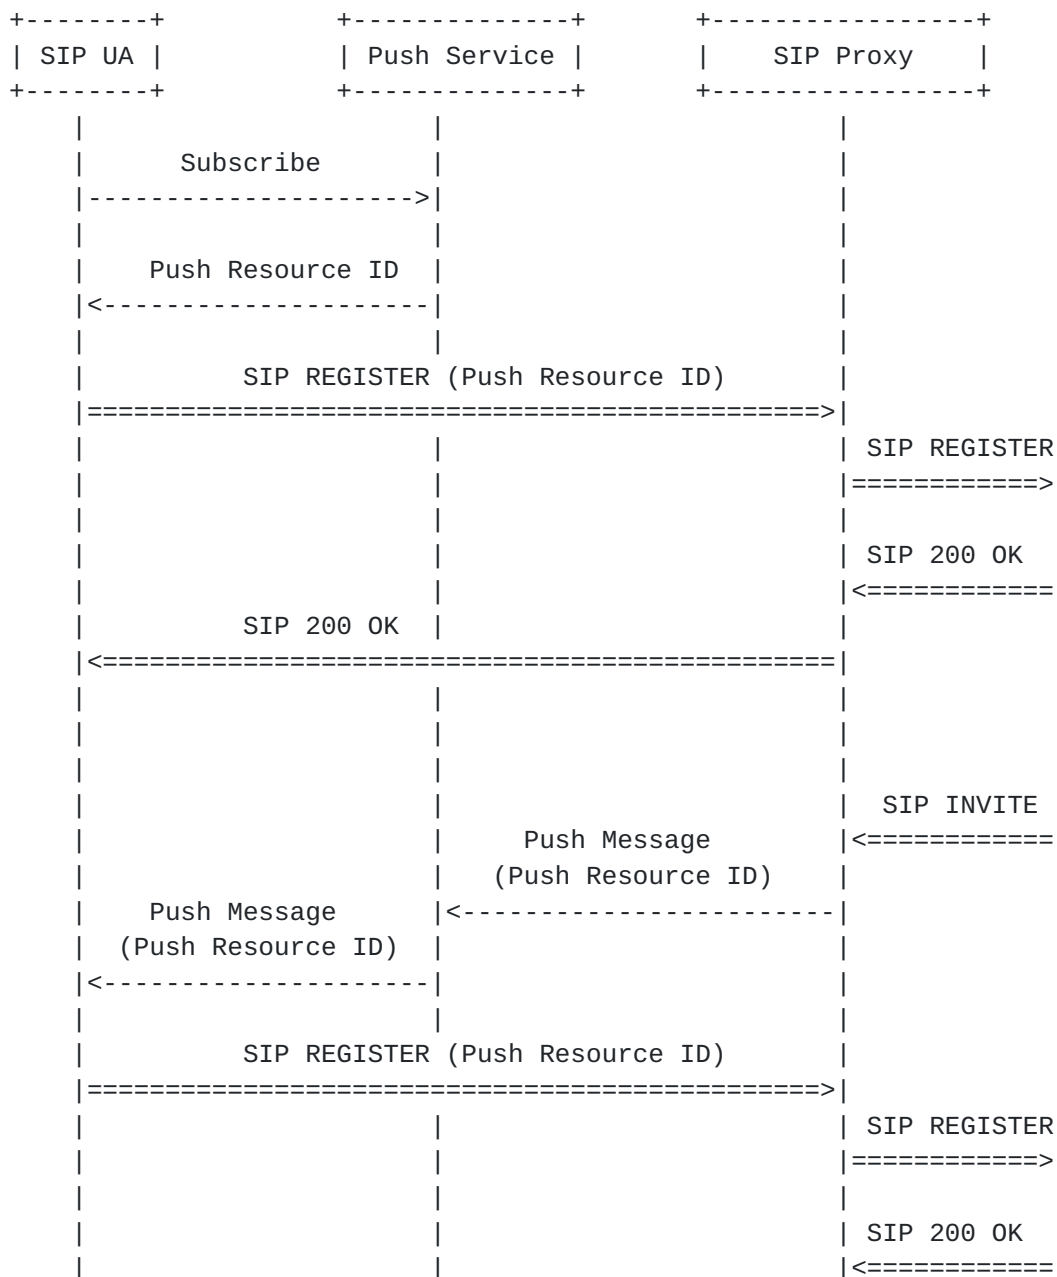 SIP UA Push Service SIP Proxy
Subscribe
Push Resource ID
SIP REGISTER (Push Resource ID)
SIP REGISTER
SIP 200 OK
SIP 200 OK
SIP INVITE
Push Message
(Push Resource ID)
Push Message
(Push Resource ID)
SIP REGISTER (Push Resource ID)
SIP REGISTER
SIP 200 OK